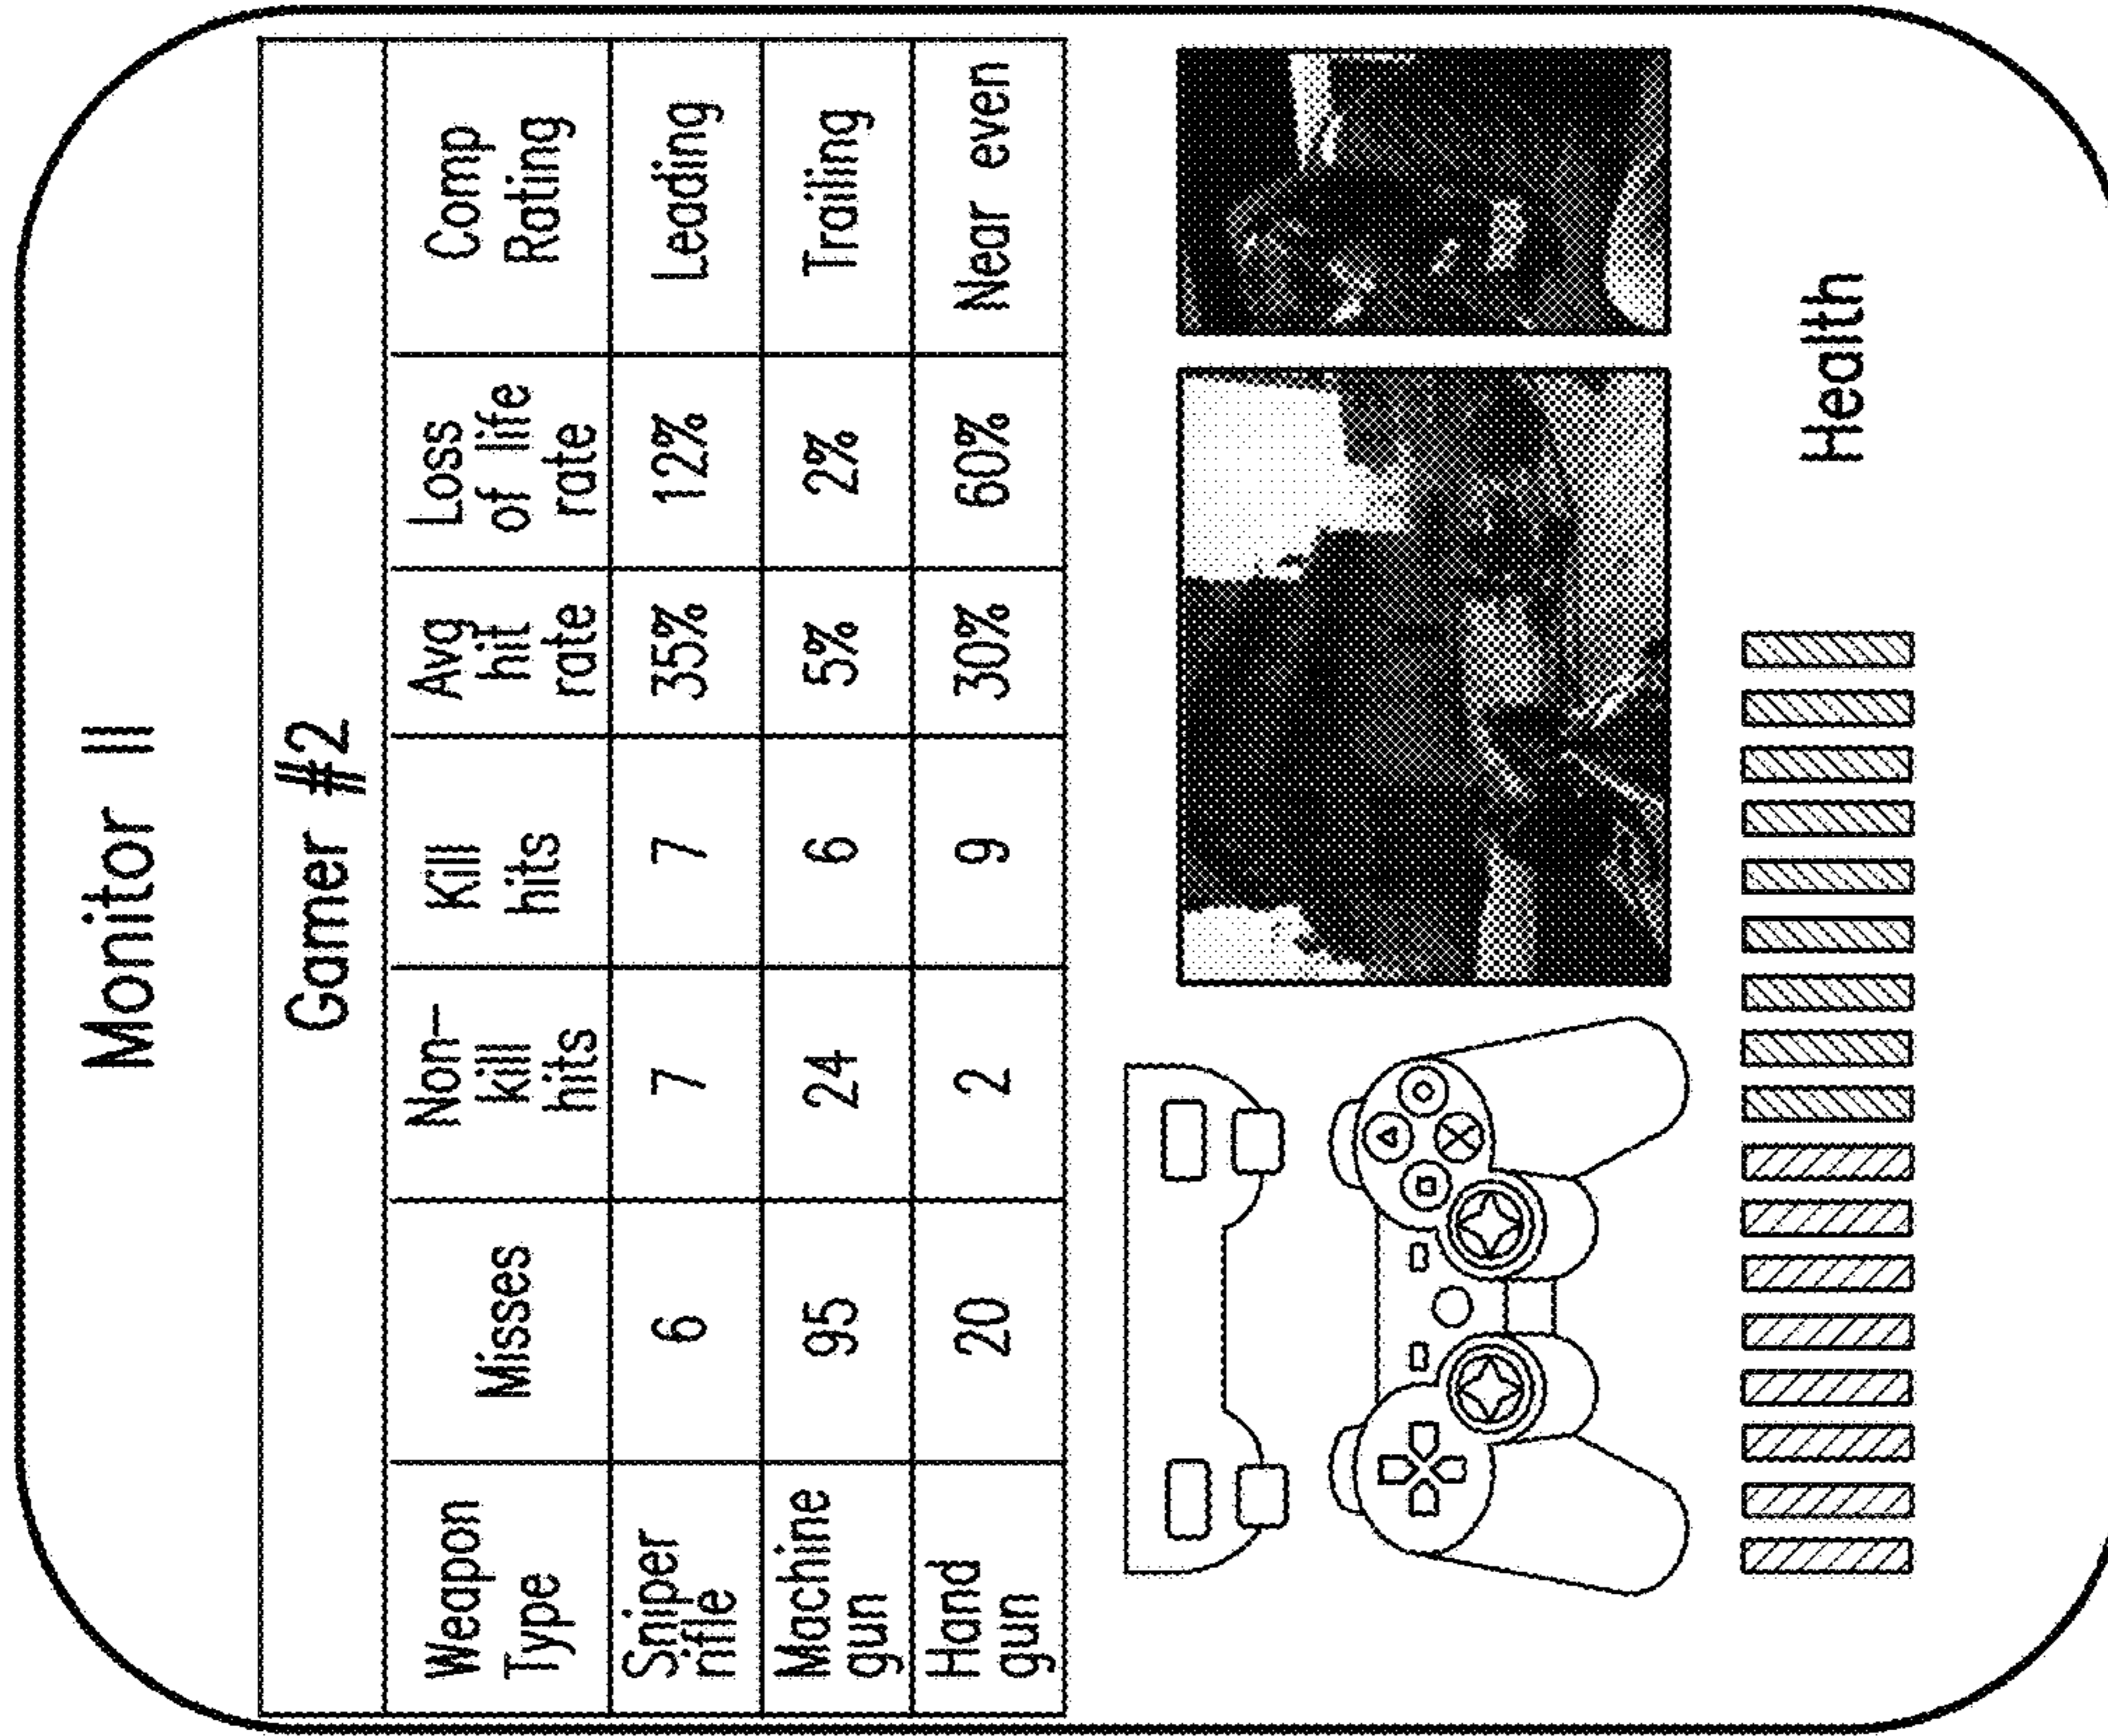 Monitor II
Gamer #2
Weapon Type Misses Non-kill hits Kill hits Avg hit rate Loss of life rate Comp Rating
Sniper rifle 6 7 7 35% 12% Leading
Machine gun 95 24 6 5% 2% Trailing
Hand gun 20 2 9 30% 60% Near even
Health